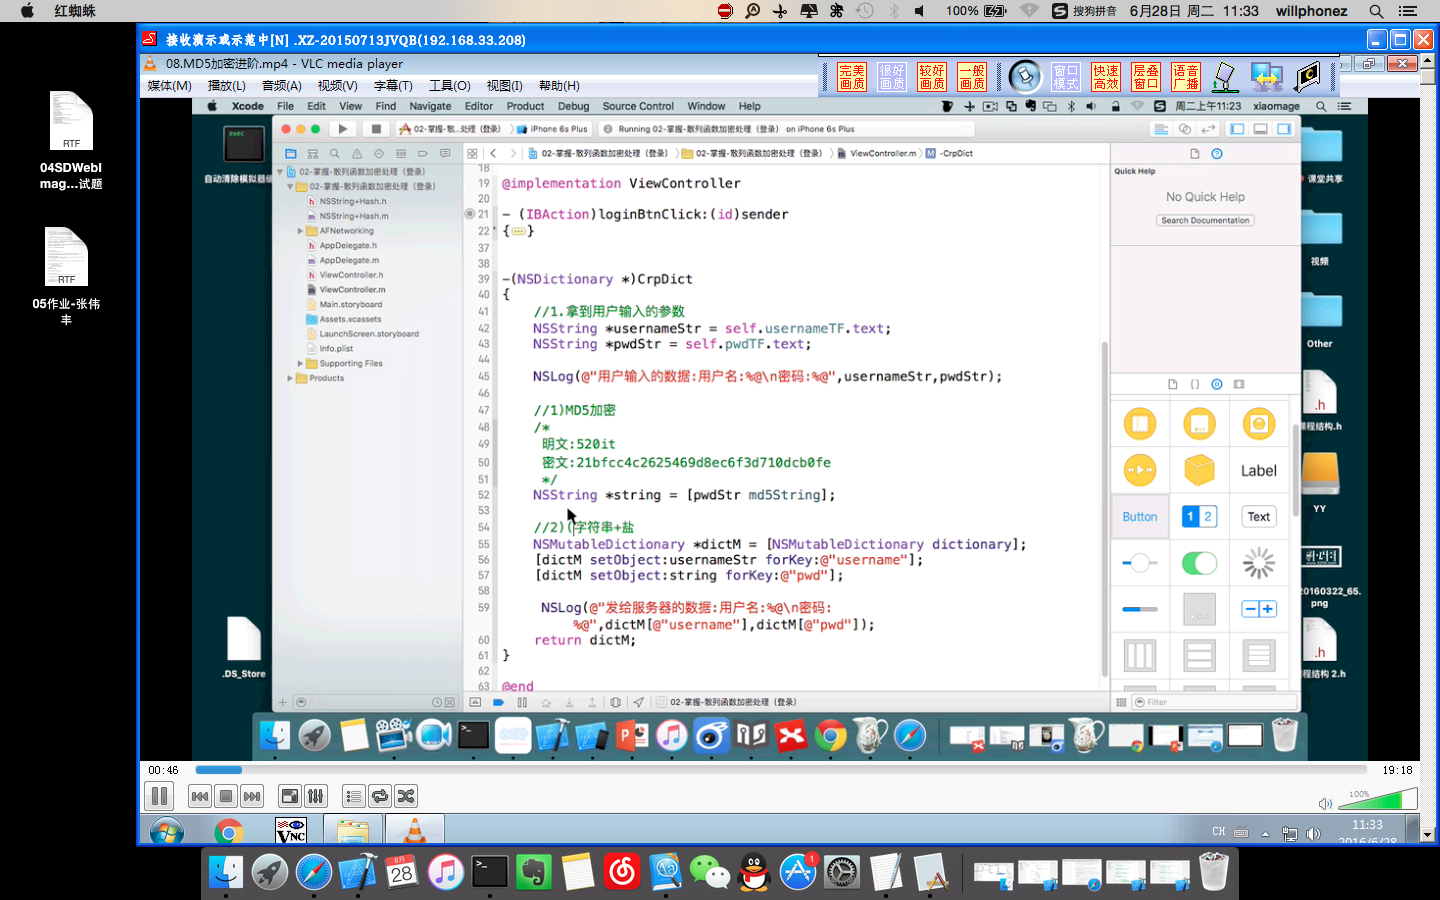 红蜘蛛
100%
搜狗拼音
6月28日 周二 11:33
willphonez
接收演示或示范中[N] .XZ-20150713JVQB(192.168.33.208)
08.MD5加密进阶.mp4 - VLC media player
媒体(M) 播放(L) 音频(A) 视频(V) 字幕(T) 工具(O) 视图(I) 帮助(H)
完美画质
很好画质
较好画质
一般画质
窗口模式
快速高效
层叠窗口
语音广播
Xcode File Edit View Find Navigate Editor Product Debug Source Control Window Help
周二上午11:23 xiaomage
02-掌握-散...处理（登录） iPhone 6s Plus
Running 02-掌握-散列函数加密处理（登录） on iPhone 6s Plus
02-掌握-散列函数加密处理（登录） 02-掌握-散列函数加密处理（登录） ViewController.m -CrpDict
02-掌握-散列函数加密处理（登录）
02-掌握-散列函数加密处理（登录）
NSString+Hash.h
NSString+Hash.m
AFNetworking
AppDelegate.h
AppDelegate.m
ViewController.h
ViewController.m
Main.storyboard
Assets.xcassets
LaunchScreen.storyboard
Info.plist
Supporting Files
Products
18
19 @implementation ViewController
20
21 - (IBAction)loginBtnClick:(id)sender
22 {...}
37
38
39 -(NSDictionary *)CrpDict
40 {
41 //1.拿到用户输入的参数
42 NSString *usernameStr = self.usernameTF.text;
43 NSString *pwdStr = self.pwdTF.text;
44
45 NSLog(@"用户输入的数据:用户名:%@\n密码:%@",usernameStr,pwdStr);
46
47 //1)MD5加密
48 /*
49 明文:520it
50 密文:21bfcc4c2625469d8ec6f3d710dcb0fe
51 */
52 NSString *string = [pwdStr md5String];
53
54 //2)(字符串+盐
55 NSMutableDictionary *dictM = [NSMutableDictionary dictionary];
56 [dictM setObject:usernameStr forKey:@"username"];
57 [dictM setObject:string forKey:@"pwd"];
58
59 NSLog(@"发给服务器的数据:用户名:%@\n密码:
%@",dictM[@"username"],dictM[@"pwd"]);
60 return dictM;
61 }
62
63 @end
02-掌握-散列函数加密处理（登录）
Quick Help
No Quick Help
Search Documentation
Label
Button
1 2
Text
Filter
exec
自动清除模拟器
.DS_Store
课堂共享
视频
Other
.h
课程结构.h
YY
20160322_65.
png
.h
程结构 2.h
RTF
04SDWebI
mag...试题
RTF
05作业-张伟
丰
00:46
19:18
100%
VNC
CH
11:33
2016/6/28
6月
28
12
1